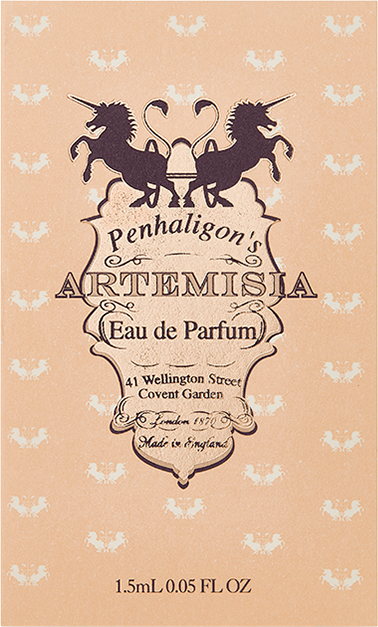 Penhaligon's
ARTEMISIA
(Eau de Parfum)
41 Wellington Street
Covent Garden
London 1870
Made in England
1.5mL 0.05 FL OZ